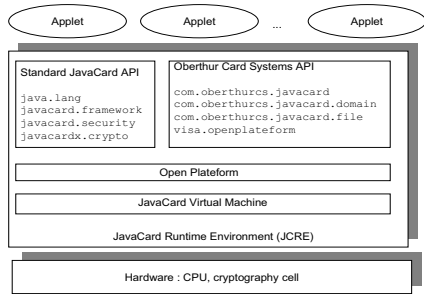 Applet Applet ... Applet
Standard JavaCard API
java.lang
javacard.framework
javacard.security
javacardx.crypto
Oberthur Card Systems API
com.oberthurcs.javacard
com.oberthurcs.javacard.domain
com.oberthurcs.javacard.file
visa.openplateform
Open Plateform
JavaCard Virtual Machine
JavaCard Runtime Environment (JCRE)
Hardware : CPU, cryptography cell